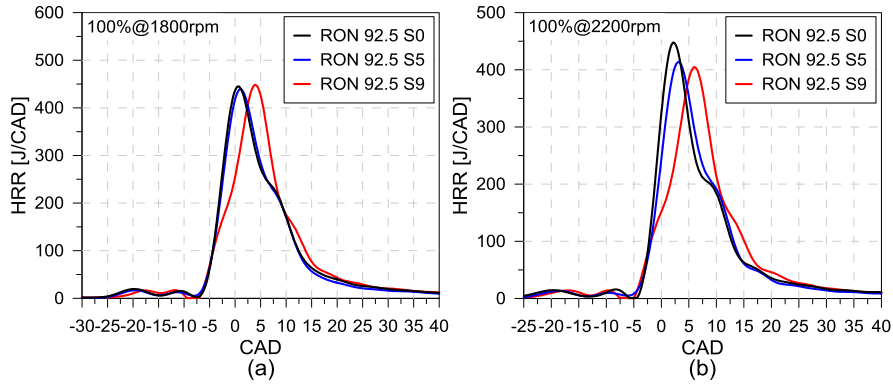 100%@1800rpm
RON 92.5 S0
RON 92.5 S5
RON 92.5 S9
HRR [J/CAD]
600
500
400
300
200
100
0
-30 -25 -20 -15 -10 -5 0 5 10 15 20 25 30 35 40
CAD
(a)
100%@2200rpm
RON 92.5 S0
RON 92.5 S5
RON 92.5 S9
HRR [J/CAD]
500
400
300
200
100
0
-25 -20 -15 -10 -5 0 5 10 15 20 25 30 35 40
CAD
(b)